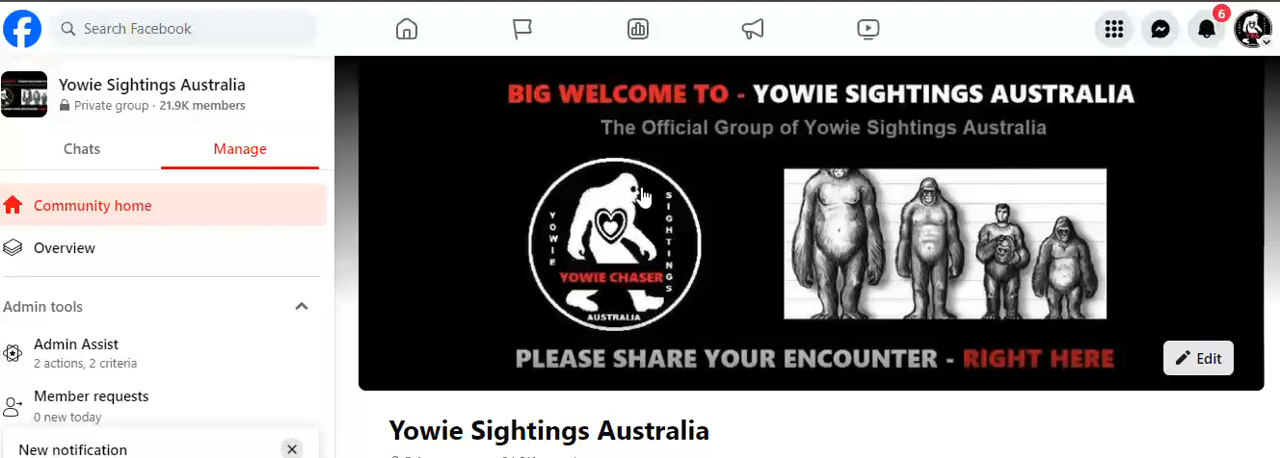 Search Facebook
6
Yowie Sightings Australia
Private group · 21.9K members
Chats
Manage
Community home
Overview
Admin tools
Admin Assist
2 actions, 2 criteria
Member requests
0 new today
New notification
BIG WELCOME TO - YOWIE SIGHTINGS AUSTRALIA
The Official Group of Yowie Sightings Australia
YOWIE
SIGHTINGS
YOWIE CHASER
AUSTRALIA
PLEASE SHARE YOUR ENCOUNTER - RIGHT HERE
Edit
Yowie Sightings Australia